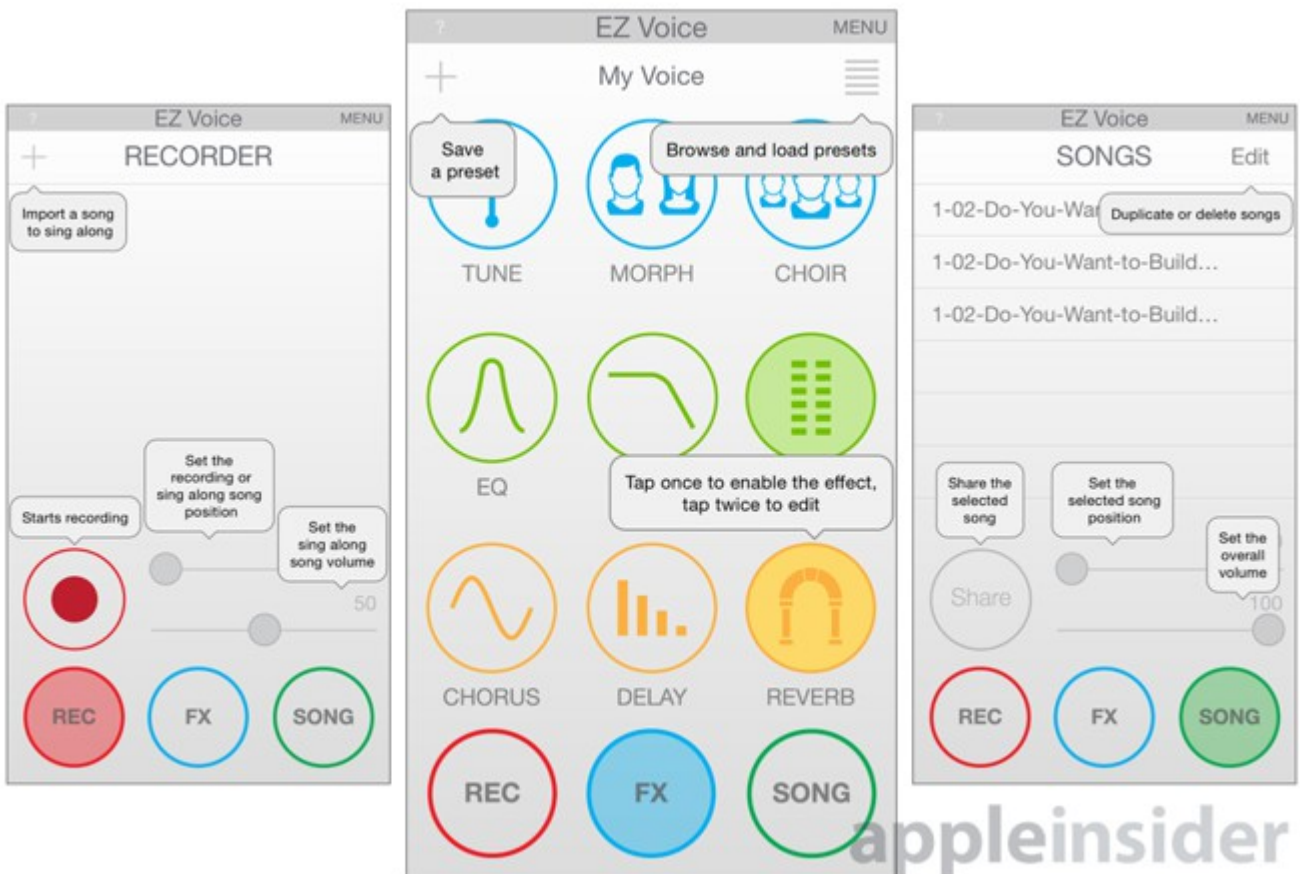 ?
EZ Voice
MENU
RECORDER
Import a song
to sing along
Set the
recording or
sing along song
position
Starts recording
Set the
sing along
song volume
50
REC
FX
SONG
?
EZ Voice
MENU
My Voice
Save
a preset
Browse and load presets
TUNE
MORPH
CHOIR
EQ
Tap once to enable the effect,
tap twice to edit
CHORUS
DELAY
REVERB
REC
FX
SONG
?
EZ Voice
MENU
SONGS
Edit
1-02-Do-You-Wa
Duplicate or delete songs
1-02-Do-You-Want-to-Build...
1-02-Do-You-Want-to-Build...
Share the
selected
song
Set the
selected song
position
Set the
overall
volume
Share
100
REC
FX
SONG
appleinsider